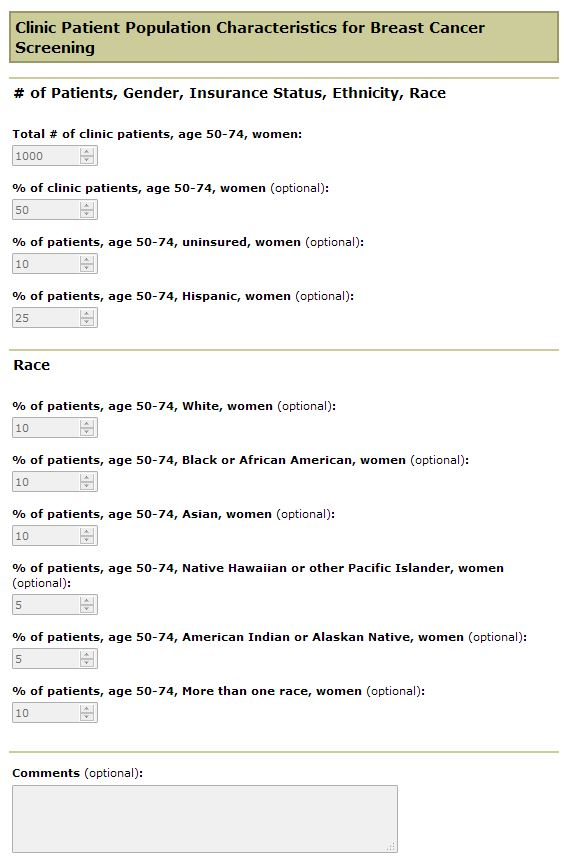 Clinic Patient Population Characteristics for Breast Cancer
Screening
# of Patients, Gender, Insurance Status, Ethnicity, Race
Total # of clinic patients, age 50-74, women:
1000
% of clinic patients, age 50-74, women (optional):
50
% of patients, age 50-74, uninsured, women (optional):
10
% of patients, age 50-74, Hispanic, women (optional):
25
Race
% of patients, age 50-74, White, women (optional):
10
% of patients, age 50-74, Black or African American, women (optional):
10
% of patients, age 50-74, Asian, women (optional):
10
% of patients, age 50-74, Native Hawaiian or other Pacific Islander, women
(optional):
5
% of patients, age 50-74, American Indian or Alaskan Native, women (optional):
5
% of patients, age 50-74, More than one race, women (optional):
10
Comments (optional):